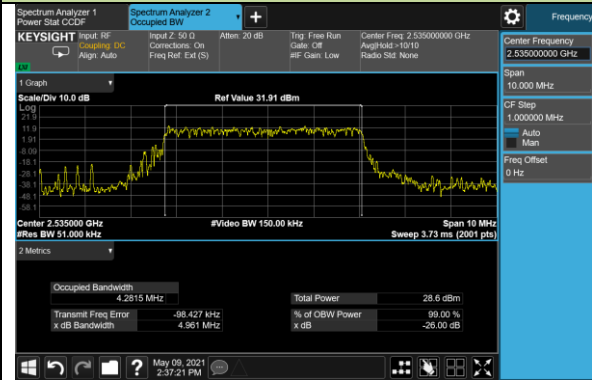 Spectrum Analyzer 1
Power Stat CCDF
Spectrum Analyzer 2
Occupied BW
Frequency
KEYSIGHT
Input: RF
Coupling: DC
Align: Auto
Input Z: 50 Ω
Corrections: On
Freq Ref: Ext (S)
Atten: 20 dB
Trig: Free Run
Gate: Off
#IF Gain: Low
Center Freq: 2.535000000 GHz
Avg|Hold:>10/10
Radio Std: None
1 Graph
Scale/Div 10.0 dB
Ref Value 31.91 dBm
Log
21.9
11.9
1.91
-8.09
-18.1
-28.1
-38.1
-48.1
-58.1
Center 2.535000 GHz
#Res BW 51.000 kHz
#Video BW 150.00 kHz
Span 10 MHz
Sweep 3.73 ms (2001 pts)
2 Metrics
Occupied Bandwidth
4.2815 MHz
Transmit Freq Error -98.427 kHz
x dB Bandwidth 4.961 MHz
Total Power 28.6 dBm
% of OBW Power 99.00 %
x dB -26.00 dB
Center Frequency
2.535000000 GHz
Span
10.000 MHz
CF Step
1.000000 MHz
Auto
Man
Freq Offset
0 Hz
?
May 09, 2021
2:37:21 PM